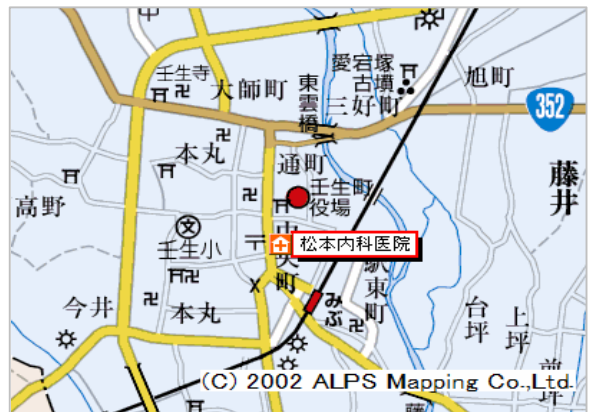 愛宕塚
古墳
旭町
壬生寺
大師町
東雲橋
三好町
352
本丸
通町
藤井
壬生町
役場
高野
壬生小
松本内科医院
中央町
駅東町
みぶ
今井
本丸
台坪
上坪
(C) 2002 ALPS Mapping Co.,Ltd.